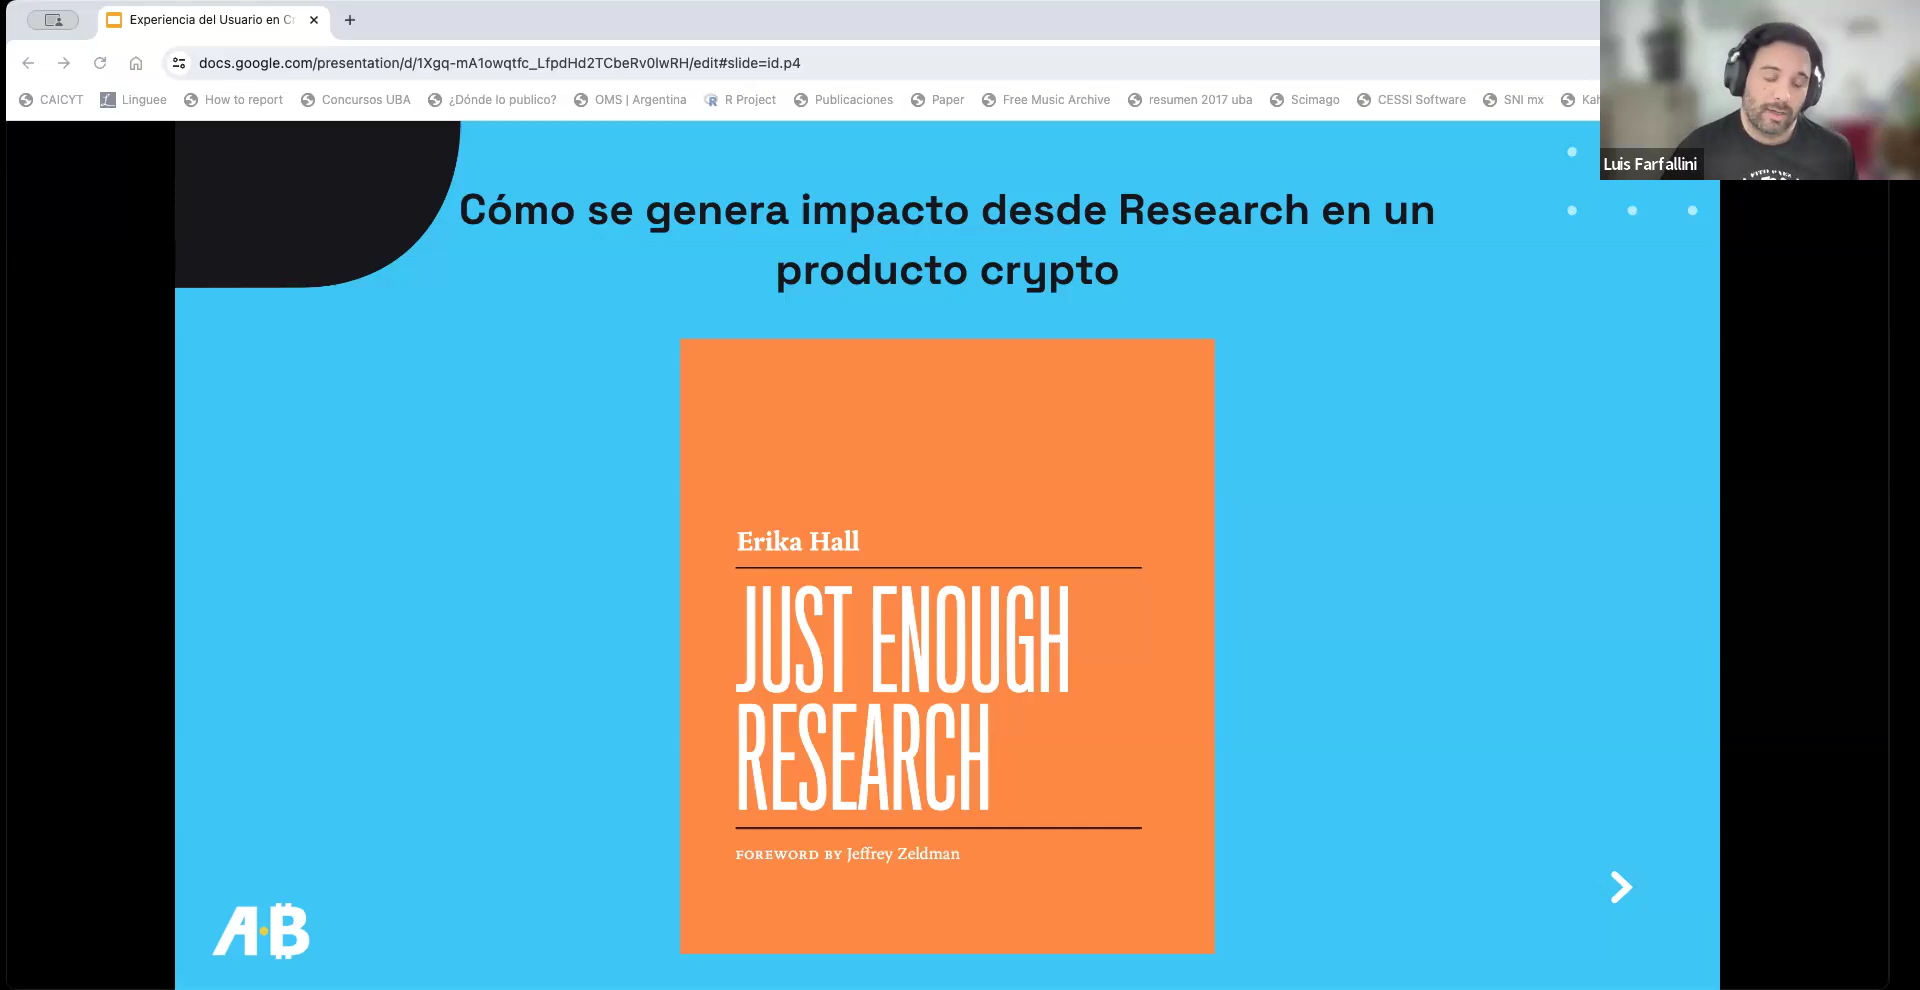 Experiencia del Usuario en C
docs.google.com/presentation/d/1Xgq-mA1owqtfc_LfpdHd2TCbeRv0IwRH/edit#slide=id.p4
CAICYT Linguee How to report Concursos UBA ¿Dónde lo publico? OMS | Argentina R Project Publicaciones Paper Free Music Archive resumen 2017 uba Scimago CESSI Software SNI mx Kah
Luis Farfallini
Cómo se genera impacto desde Research en un
producto crypto
Erika Hall
JUST ENOUGH
RESEARCH
FOREWORD BY Jeffrey Zeldman
A·B